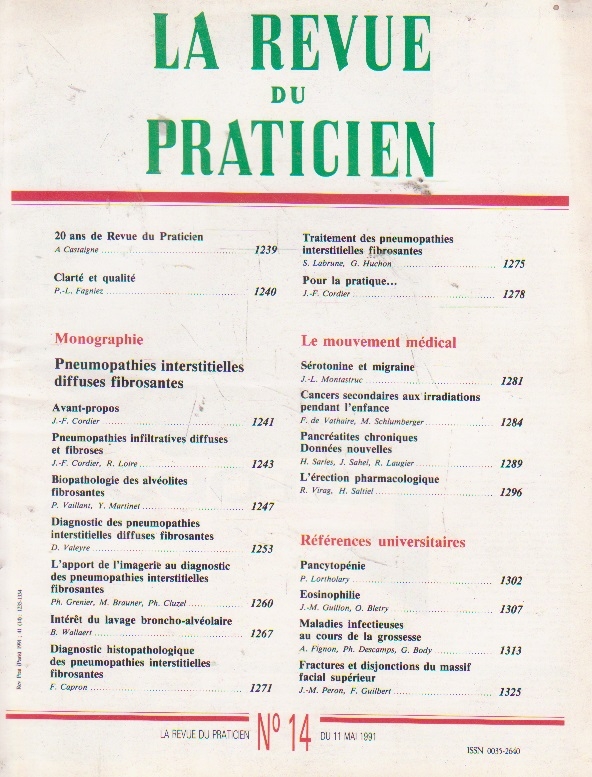 LA REVUE
DU
PRATICIEN
20 ans de Revue du Praticien
A Castaigne ........ 1239
Clarté et qualité
P.-L. Fagniez ........ 1240
Monographie
Pneumopathies interstitielles
diffuses fibrosantes
Avant-propos
J.-F. Cordier ........ 1241
Pneumopathies infiltratives diffuses
et fibroses
J.-F. Cordier, R. Loire ........ 1243
Biopathologie des alvéolites
fibrosantes
P. Vaillant, Y. Martinet ........ 1247
Diagnostic des pneumopathies
interstitielles diffuses fibrosantes
D. Valeyre ........ 1253
L'apport de l'imagerie au diagnostic
des pneumopathies interstitielles
fibrosantes
Ph. Grenier, M. Brauner, Ph. Cluzel ........ 1260
Intérêt du lavage broncho-alvéolaire
B. Wallaert ........ 1267
Diagnostic histopathologique
des pneumopathies interstitielles
fibrosantes
F. Capron ........ 1271
Traitement des pneumopathies
interstitielles fibrosantes
S. Labrune, G. Huchon ........ 1275
Pour la pratique...
J.-F. Cordier ........ 1278
Le mouvement médical
Sérotonine et migraine
J.-L. Montastruc ........ 1281
Cancers secondaires aux irradiations
pendant l'enfance
F. de Vathaire, M. Schlumberger ........ 1284
Pancréatites chroniques
Données nouvelles
H. Sarles, J. Sahel, R. Laugier ........ 1289
L'érection pharmacologique
R. Virag, H. Saltiel ........ 1296
Références universitaires
Pancytopénie
P. Lortholary ........ 1302
Eosinophilie
J.-M. Guillon, O. Bletry ........ 1307
Maladies infectieuses
au cours de la grossesse
A. Fignon, Ph. Descamps, G. Body ........ 1313
Fractures et disjonctions du massif
facial supérieur
J.-M. Peron, F. Guilbert ........ 1325
Rev Prat (Paris) 1991 ; 41 (14) :
LA REVUE DU PRATICIEN N° 14 DU 11 MAI 1991
ISSN 0035-2640